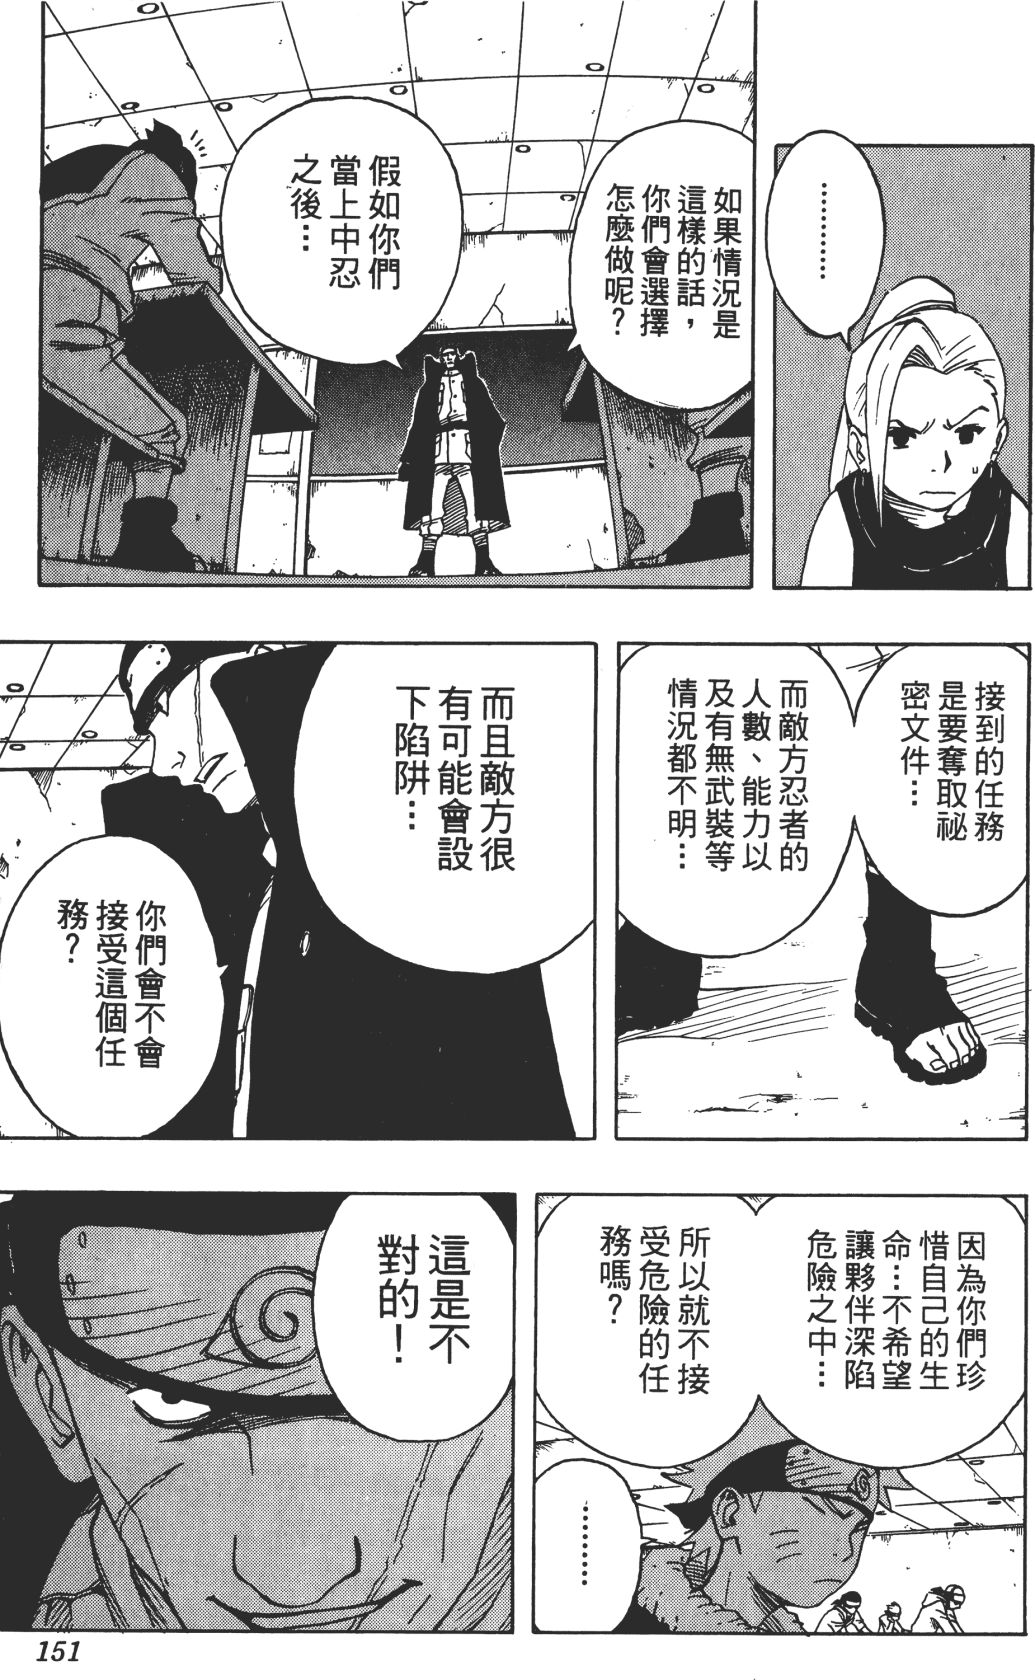 ………
如果情況是
這樣的話，
你們會選擇
怎麼做呢？
假如你們
當上中忍
之後…
接到的任務
是要奪取祕
密文件…
而敵方忍者的
人數、能力以
及有無武裝等
情況都不明…
而且敵方很
有可能會設
下陷阱…
你們會不會
接受這個任
務？
因為你們珍
惜自己的生
命…不希望
讓夥伴深陷
危險之中…
所以就不接
受危險的任
務嗎？
………
這是不
對的！
151